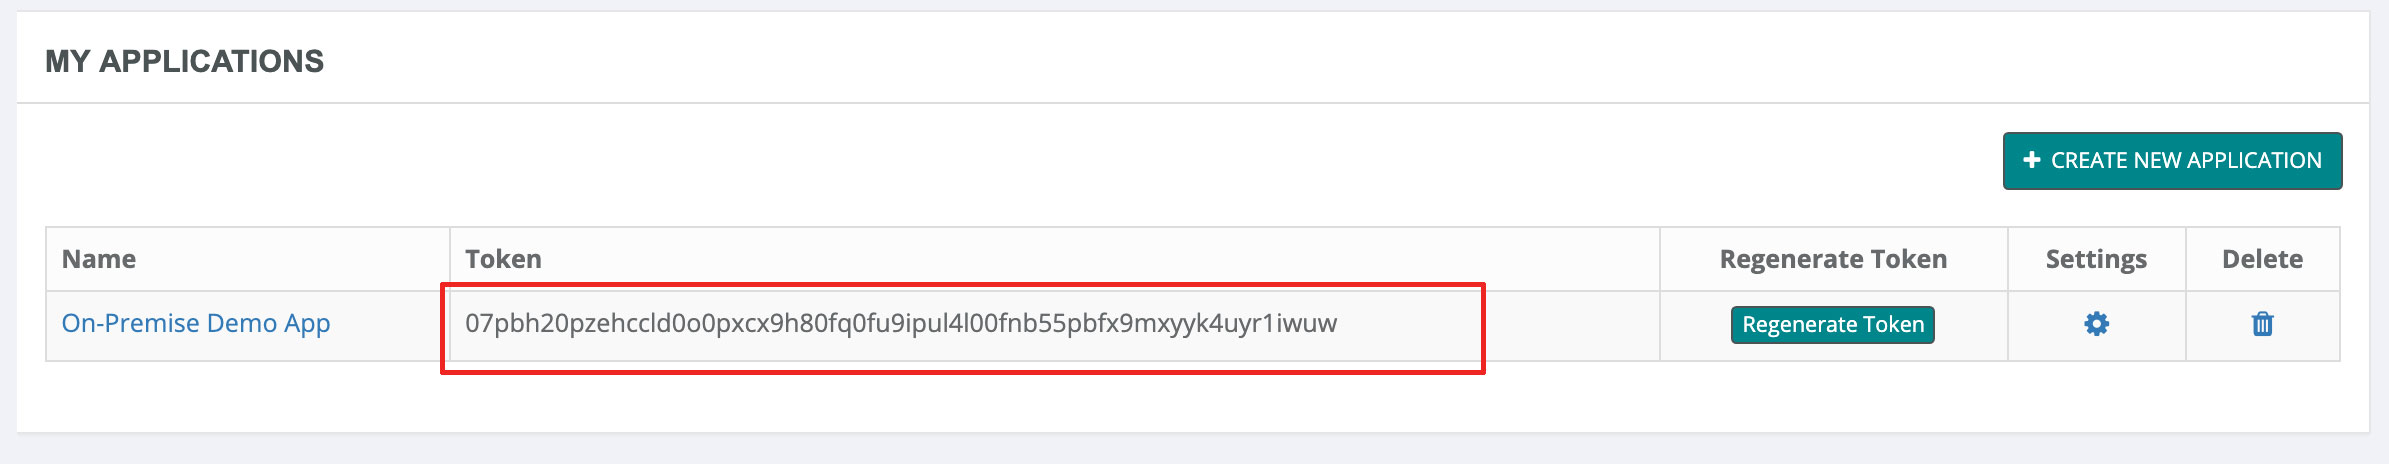 MY APPLICATIONS
+ CREATE NEW APPLICATION
Name Token Regenerate Token Settings Delete
On-Premise Demo App 07pbh20pzehccld0o0pxcx9h80fq0fu9ipul4l00fnb55pbfx9mxyyk4uyr1iwuw Regenerate Token